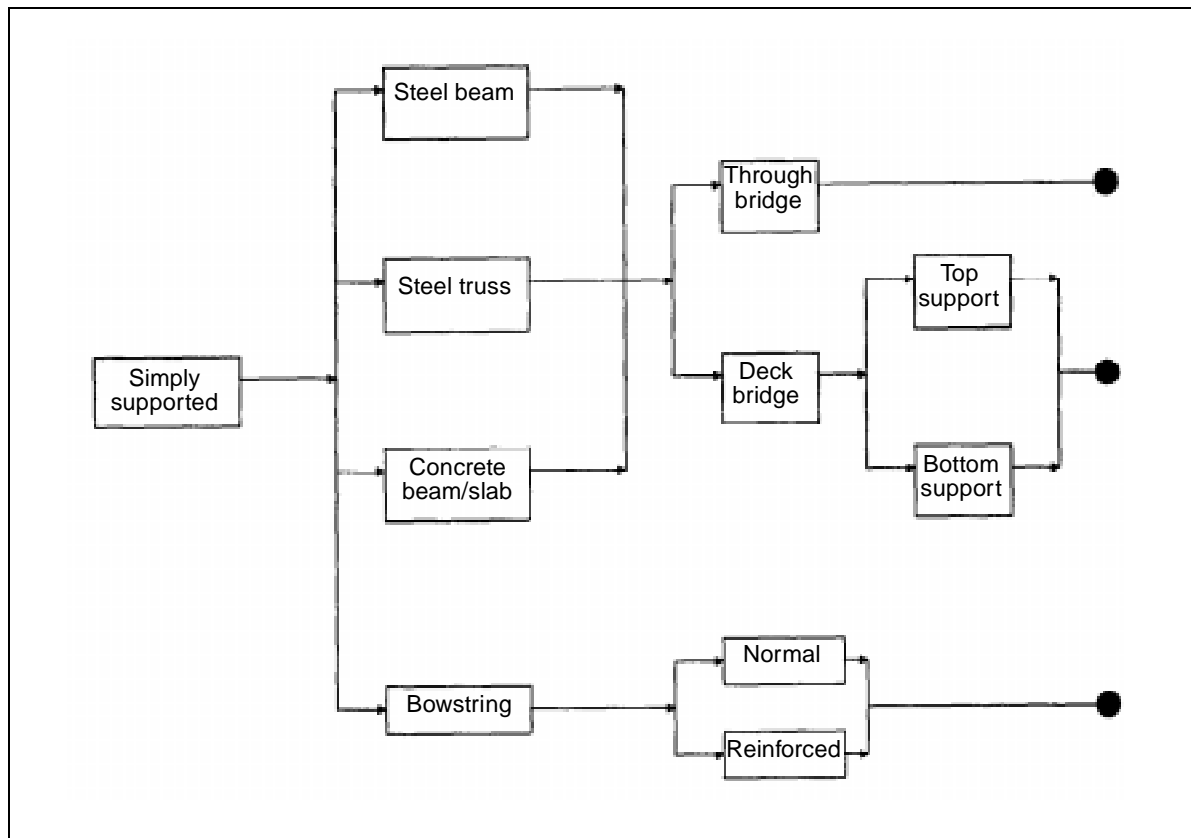 Steel beam
Through
bridge
Top
support
Steel truss
Simply
supported
Deck
bridge
Concrete
beam/slab
Bottom
support
Normal
Bowstring
Reinforced